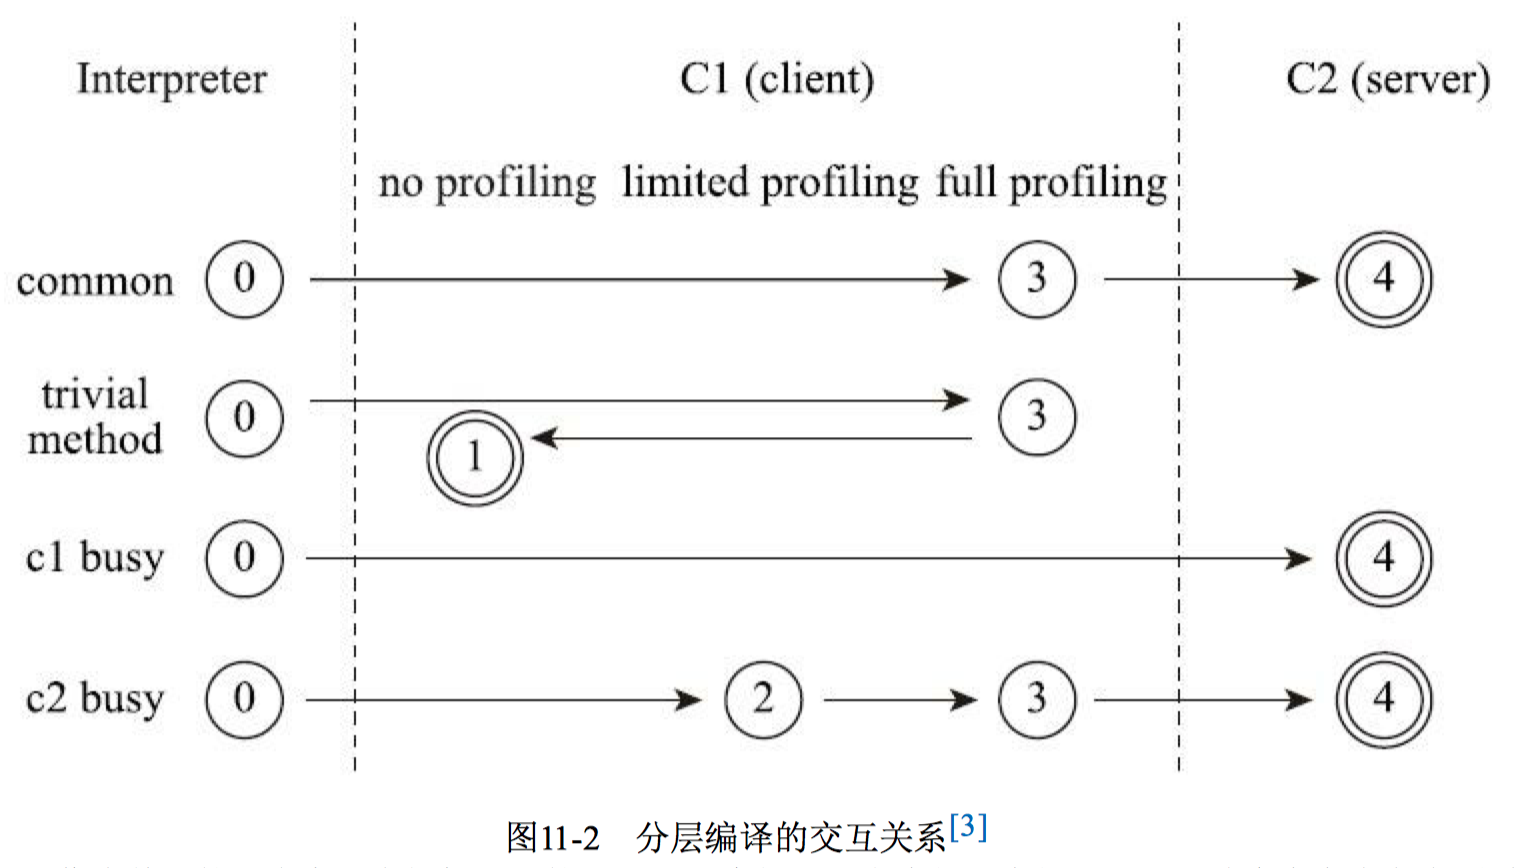 Interpreter C1 (client) C2 (server)
no profiling limited profiling full profiling
common 0 3 4
trivial
method 0 1 3
c1 busy 0 4
c2 busy 0 2 3 4
图11-2 分层编译的交互关系[3]